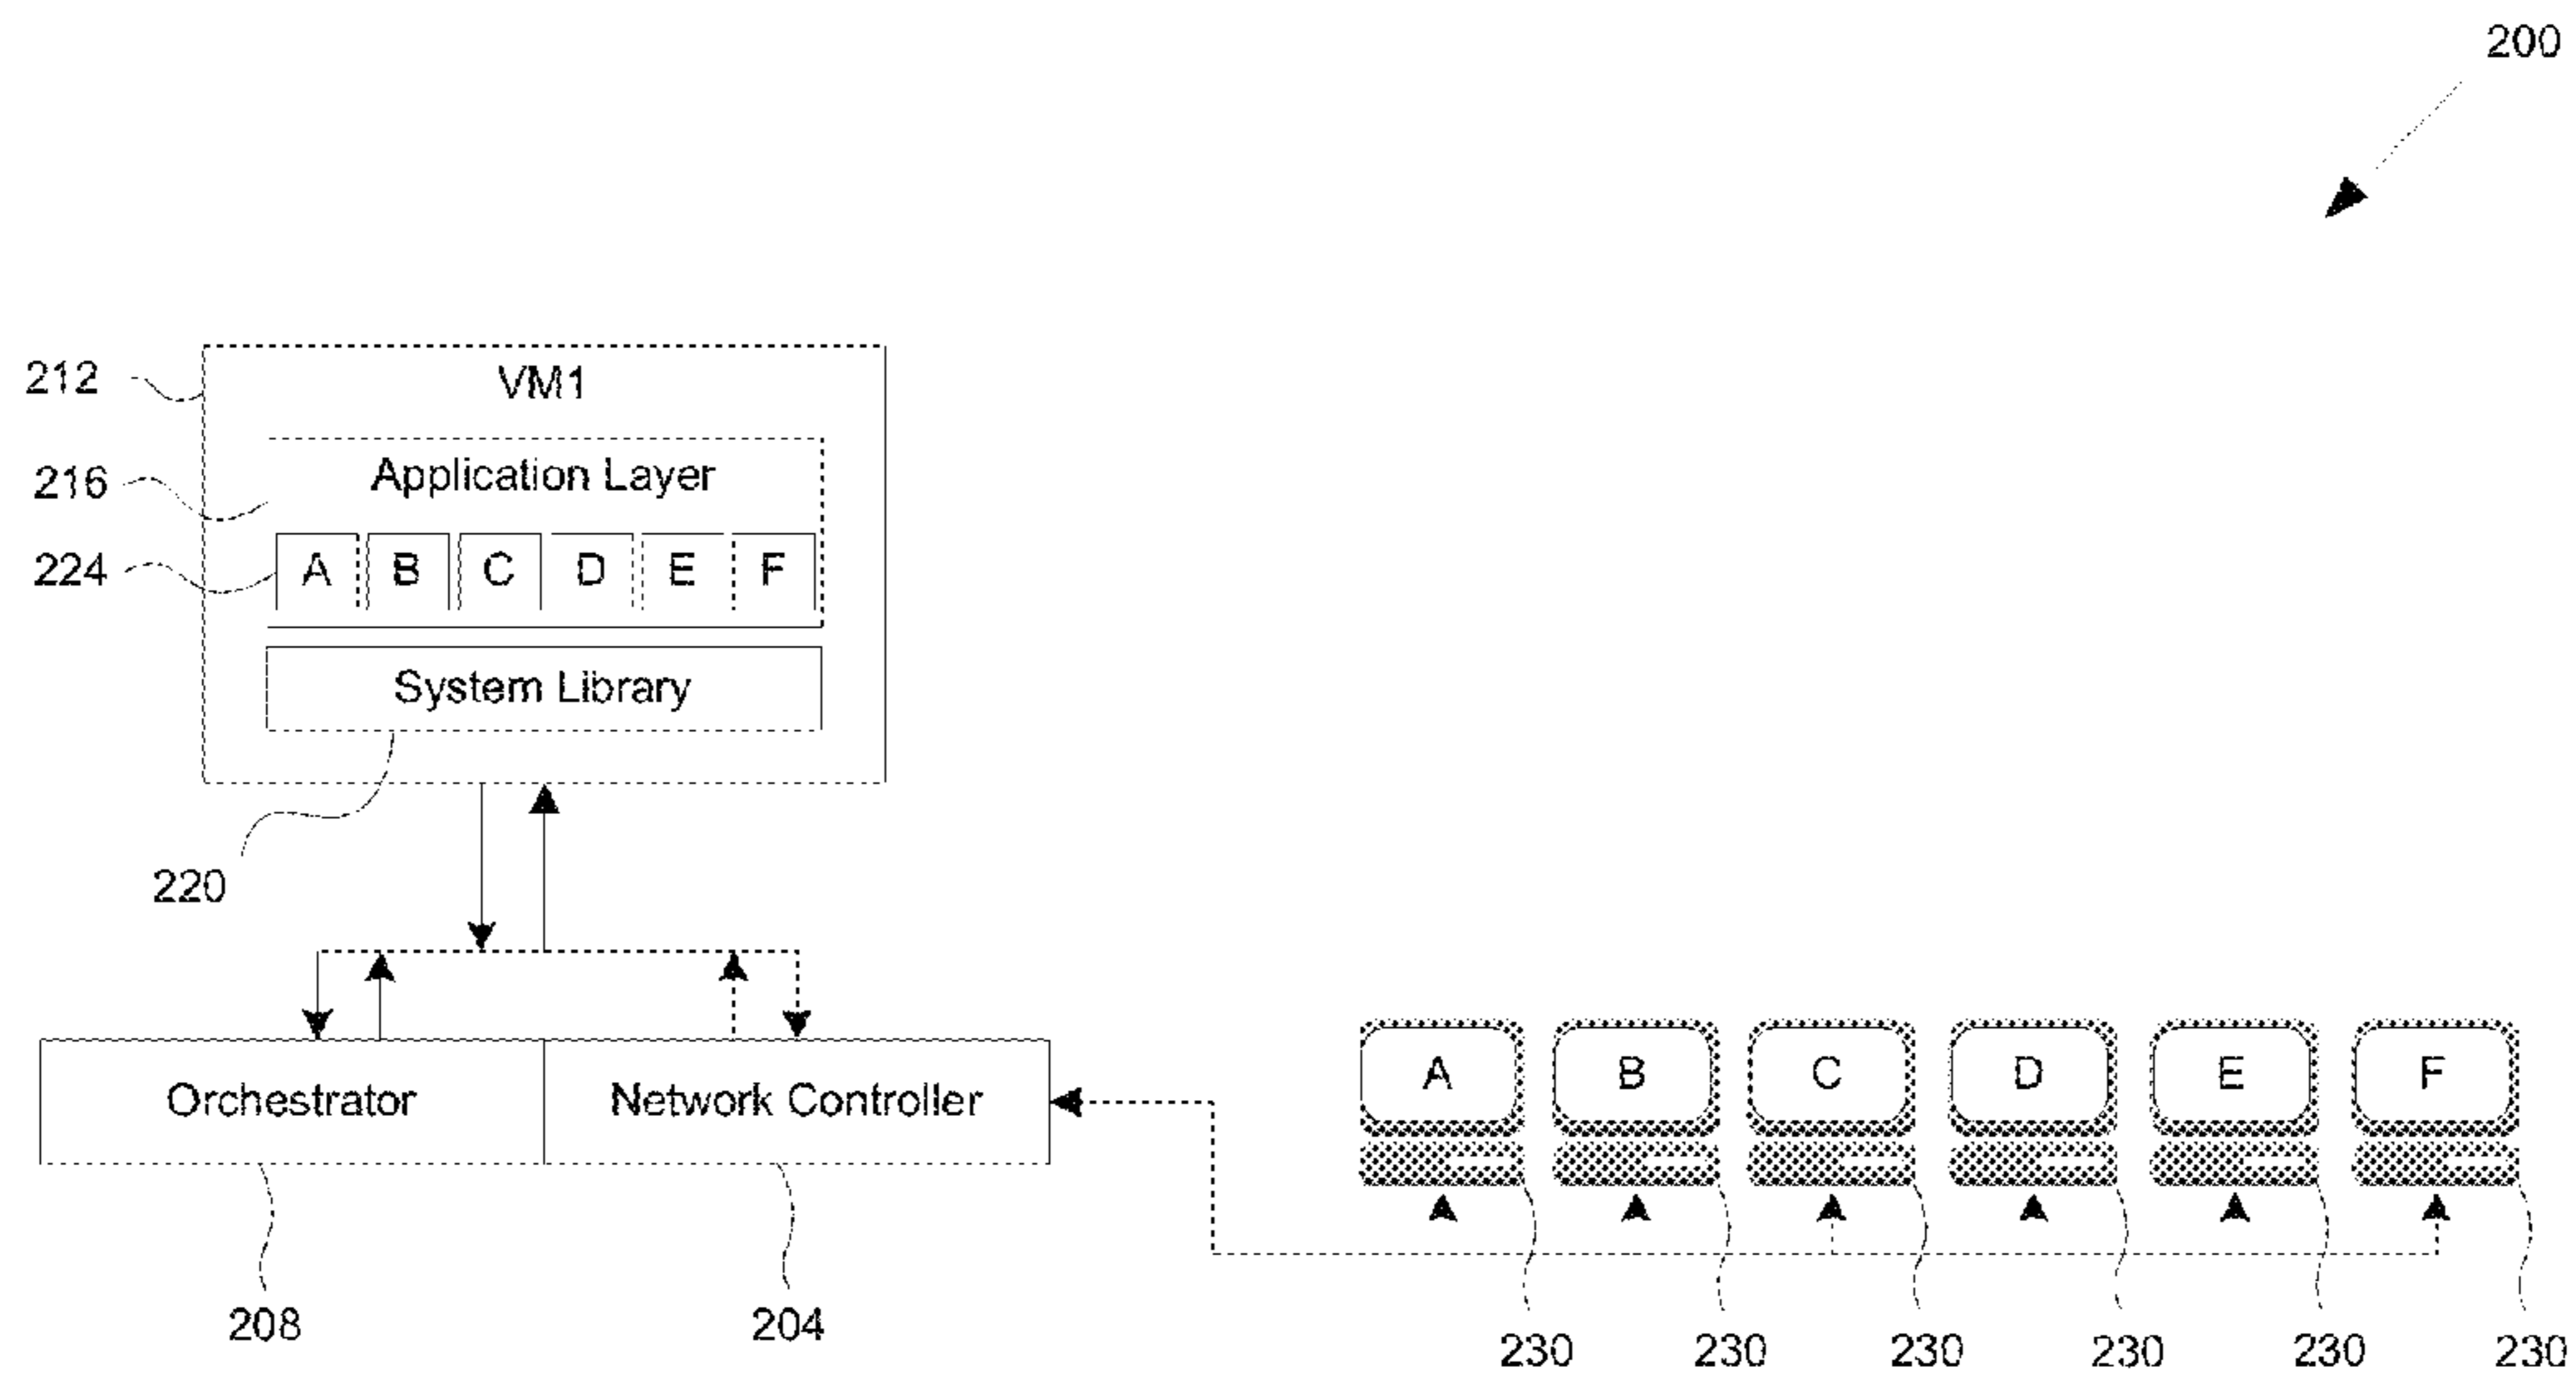 200
212
VM1
216
Application Layer
224
A B C D E F
System Library
220
Orchestrator
Network Controller
A B C D E F
208
204
230 230 230 230 230 230